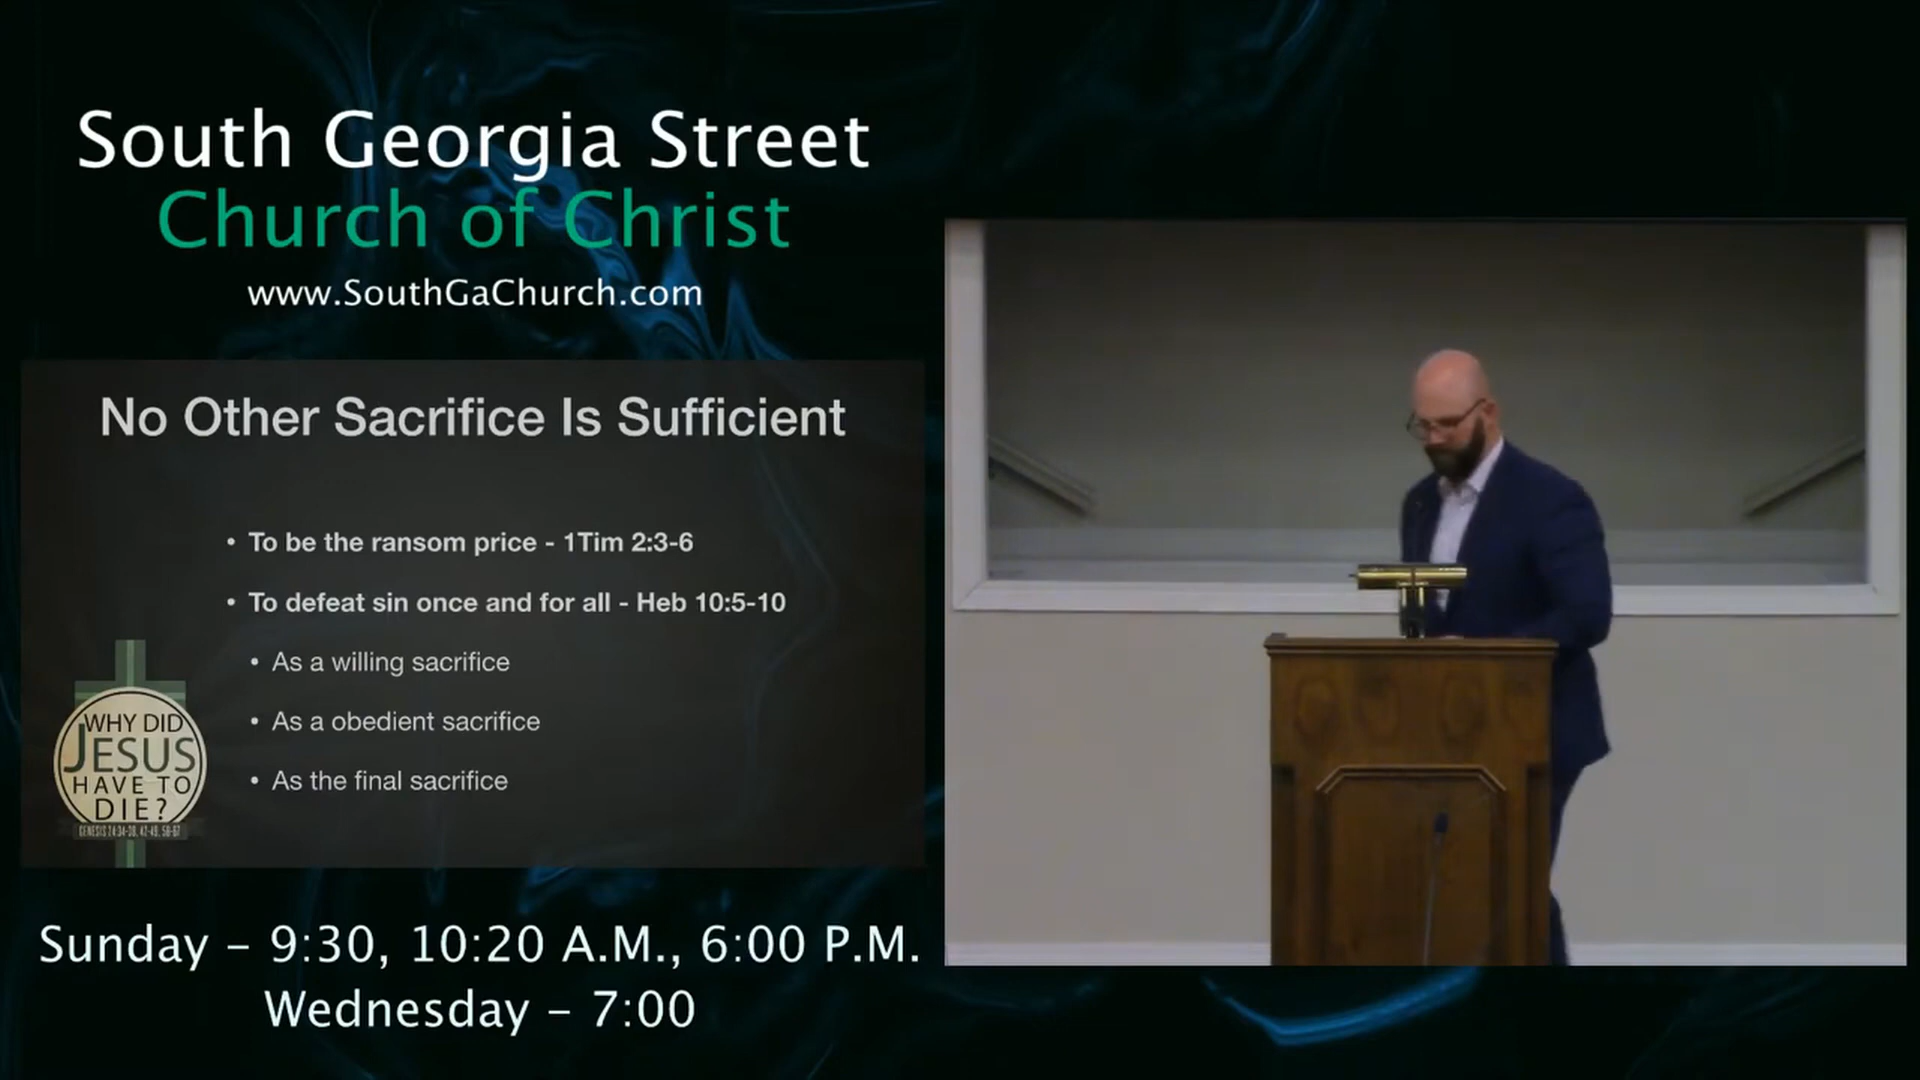 South Georgia Street
Church of Christ
www.SouthGaChurch.com
No Other Sacrifice Is Sufficient
• To be the ransom price - 1Tim 2:3-6
• To defeat sin once and for all - Heb 10:5-10
• As a willing sacrifice
• As a obedient sacrifice
• As the final sacrifice
WHY DID
JESUS
HAVE TO
DIE?
Sunday – 9:30, 10:20 A.M., 6:00 P.M.
Wednesday – 7:00